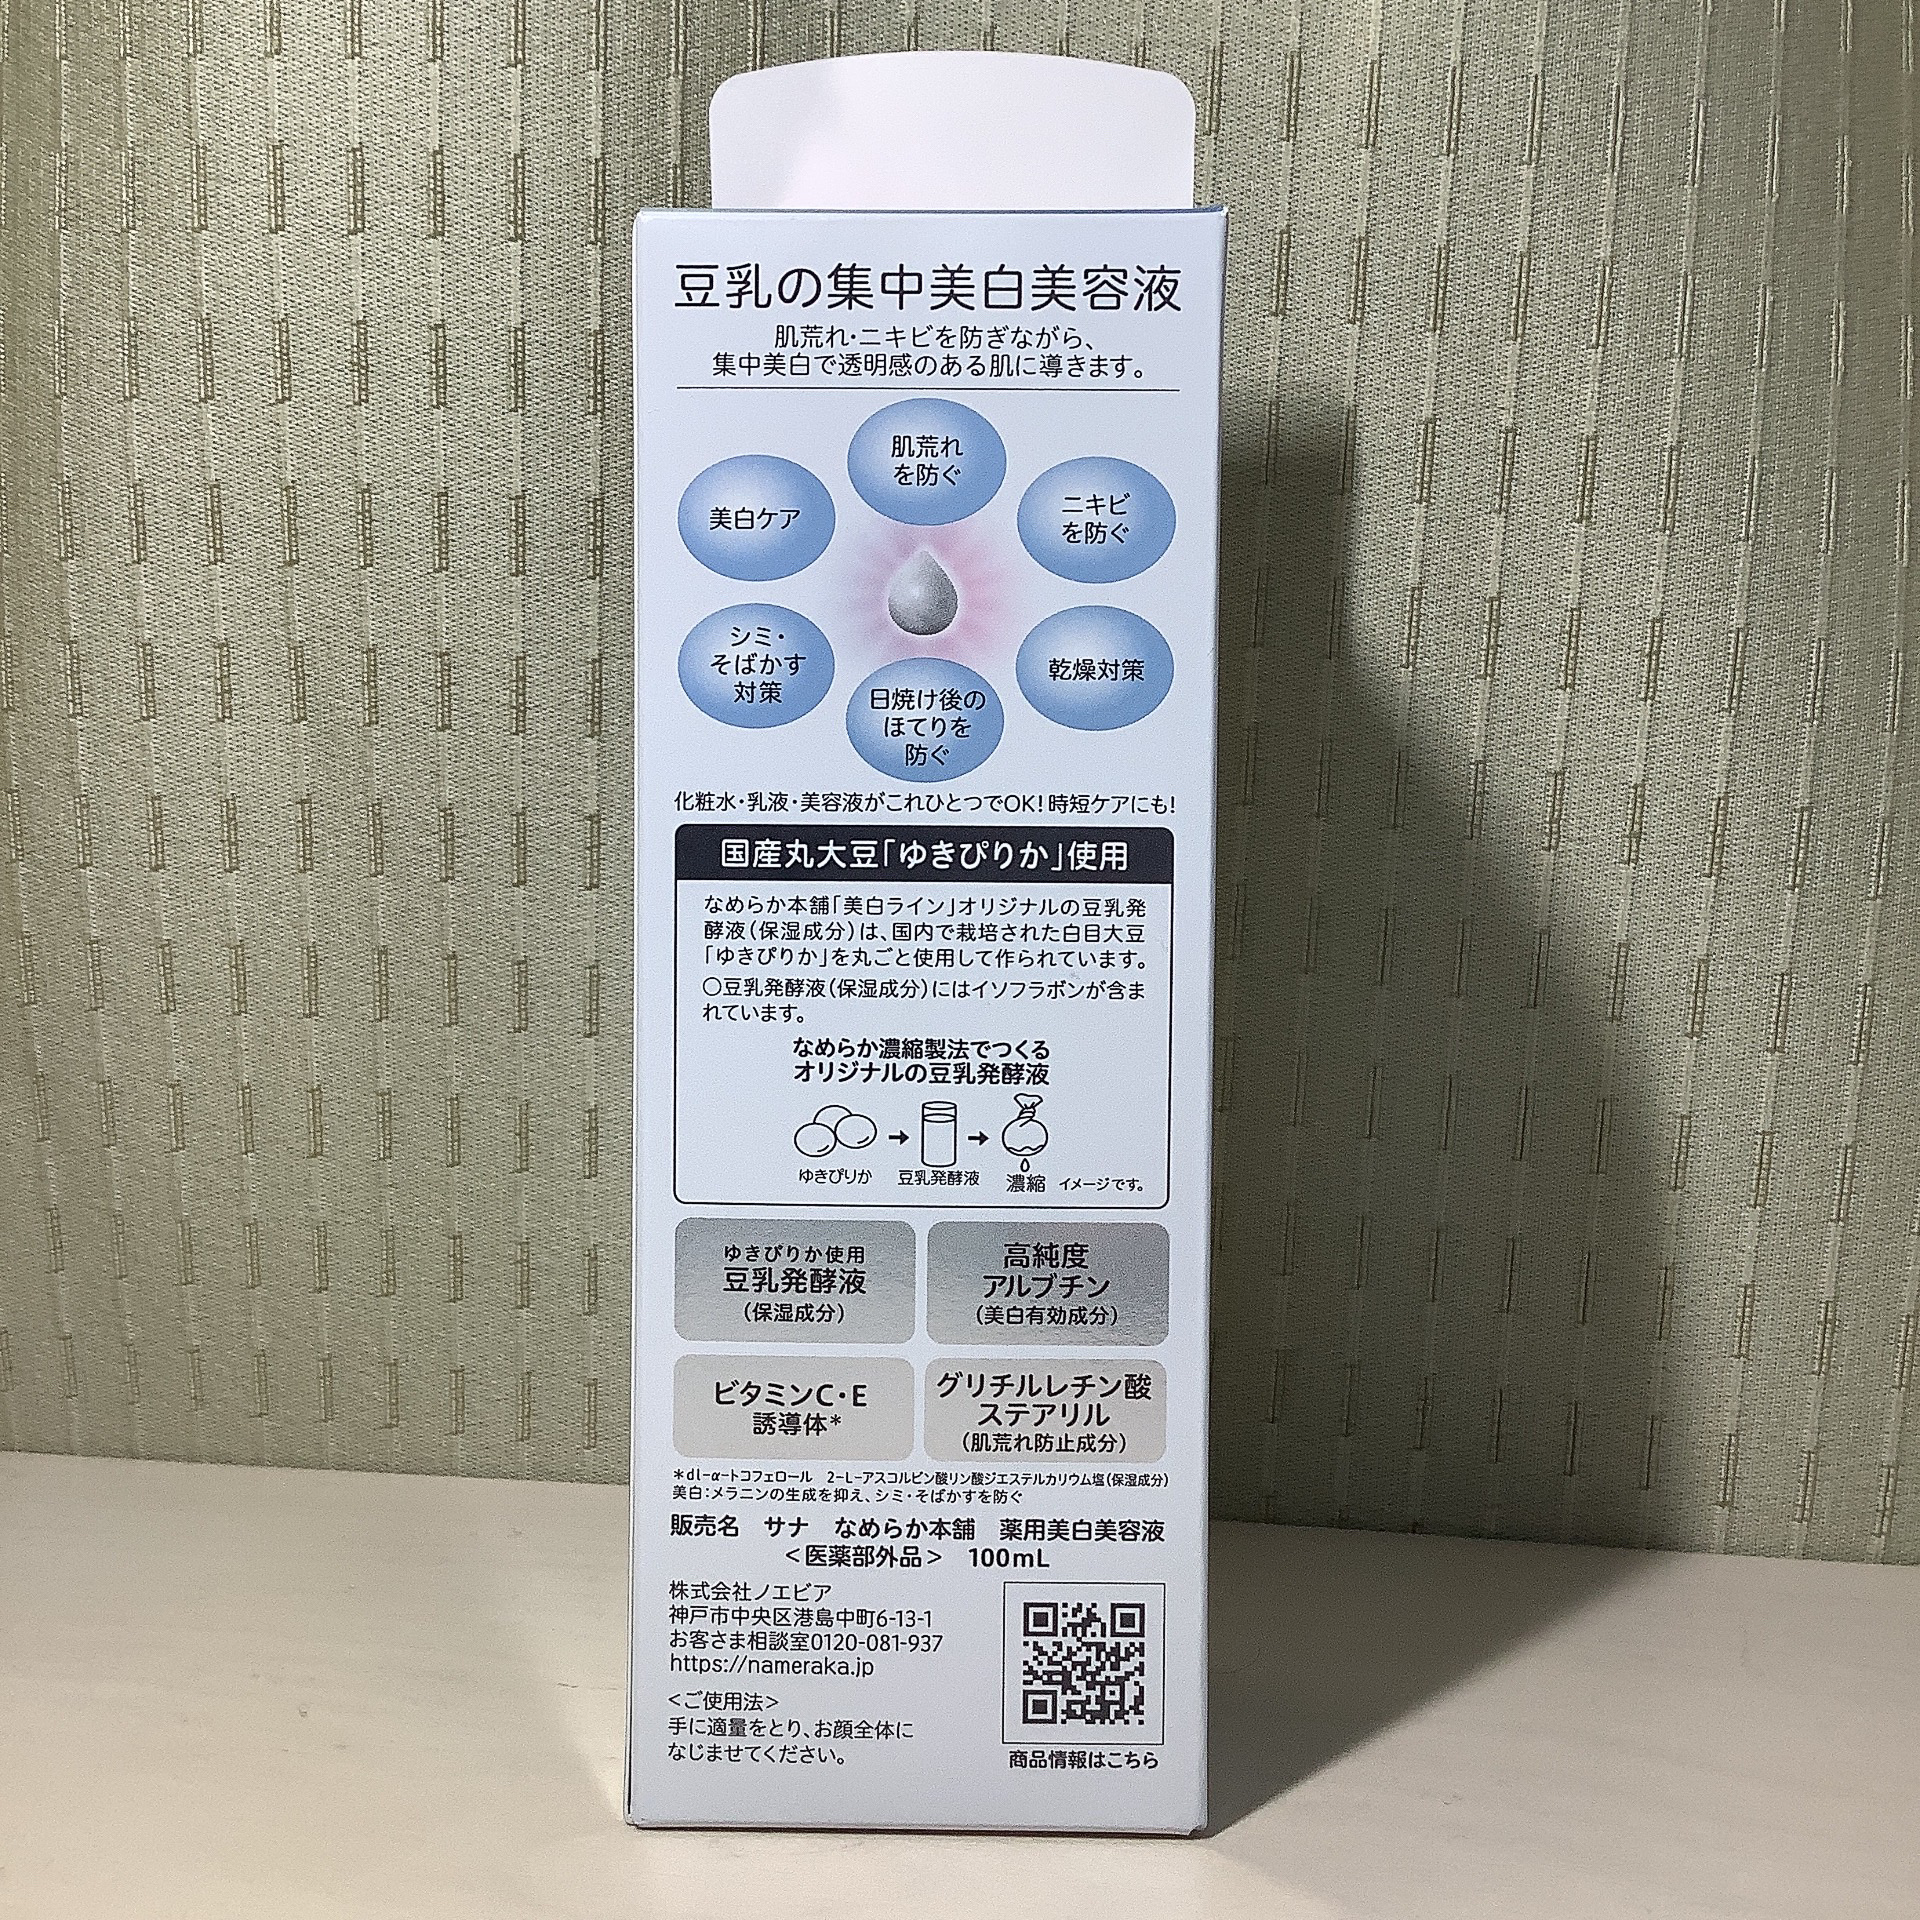 豆乳の集中美白美容液
肌荒れ・ニキビを防ぎながら、
集中美白で透明感のある肌に導きます。
肌荒れ
を防ぐ
美白ケア
ニキビ
を防ぐ
シミ・
そばかす
対策
乾燥対策
日焼け後の
ほてりを
防ぐ
化粧水・乳液・美容液がこれひとつでOK！時短ケアにも！
国産丸大豆「ゆきぴりか」使用
なめらか本舗「美白ライン」オリジナルの豆乳発
酵液（保湿成分）は、国内で栽培された白目大豆
「ゆきぴりか」を丸ごと使用して作られています。
〇豆乳発酵液（保湿成分）にはイソフラボンが含ま
れています。
なめらか濃縮製法でつくる
オリジナルの豆乳発酵液
ゆきぴりか
豆乳発酵液
濃縮
イメージです。
ゆきぴりか使用
豆乳発酵液
（保湿成分）
高純度
アルブチン
（美白有効成分）
ビタミンC・E
誘導体*
グリチルレチン酸
ステアリル
（肌荒れ防止成分）
*dl-α-トコフェロール 2-L-アスコルビン酸リン酸ジエステルカリウム塩（保湿成分）
美白：メラニンの生成を抑え、シミ・そばかすを防ぐ
販売名 サナ なめらか本舗 薬用美白美容液
＜医薬部外品＞ 100mL
株式会社ノエビア
神戸市中央区港島中町6-13-1
お客さま相談室0120-081-937
https://nameraka.jp
＜ご使用法＞
手に適量をとり、お顔全体に
なじませてください。
商品情報はこちら